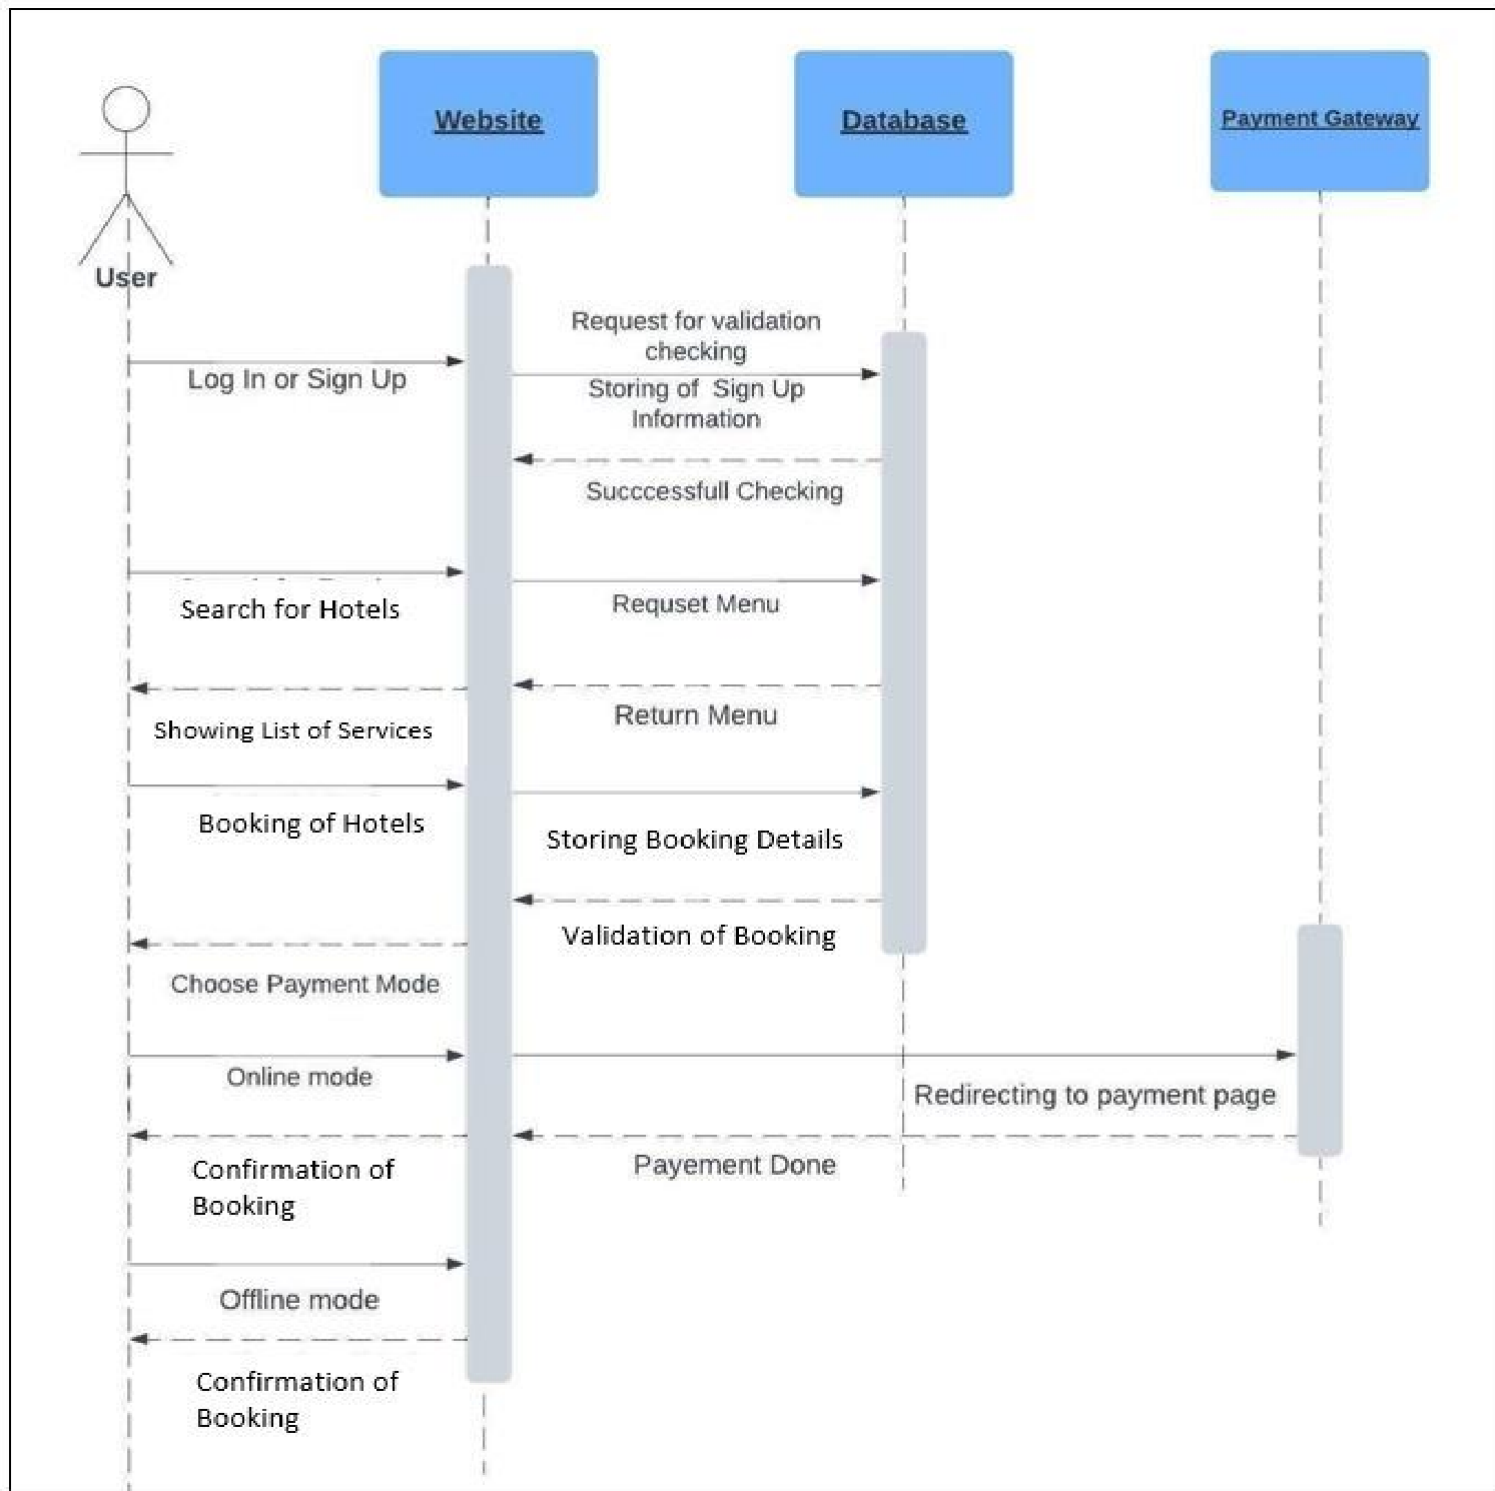 Website
Database
Payment Gateway
User
Request for validation
checking
Log In or Sign Up
Storing of Sign Up
Information
Succcessfull Checking
Search for Hotels
Requset Menu
Return Menu
Showing List of Services
Booking of Hotels
Storing Booking Details
Validation of Booking
Choose Payment Mode
Online mode
Redirecting to payment page
Confirmation of
Booking
Payement Done
Offline mode
Confirmation of
Booking